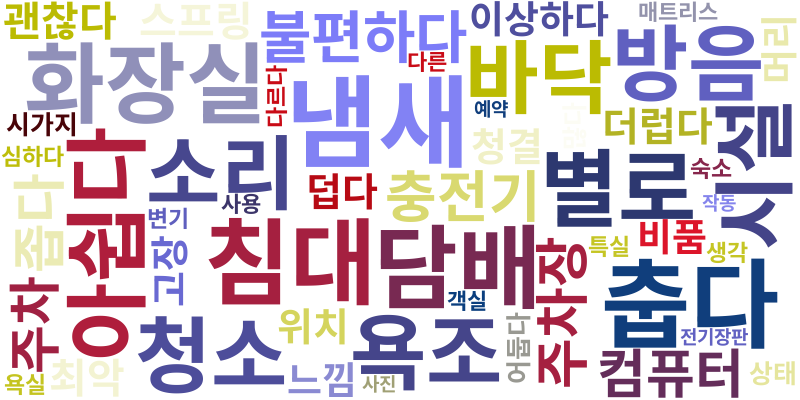 괜찮다
스프링
불편하다
이상하다
매트리스
화장실
다른
바닥
방음
머리
다르다
냄새
예약
시가지
더럽다
시설
심하다
아쉽다
소리
청결
별로
숙소
좁다
사용
덥다
충전기
작동
변기
고장
침대
담배
비품
특실
생각
주차
주차장
춥다
청소
위치
욕조
객실
어둡다
전기장판
컴퓨터
욕실
최악
느낌
사진
상태